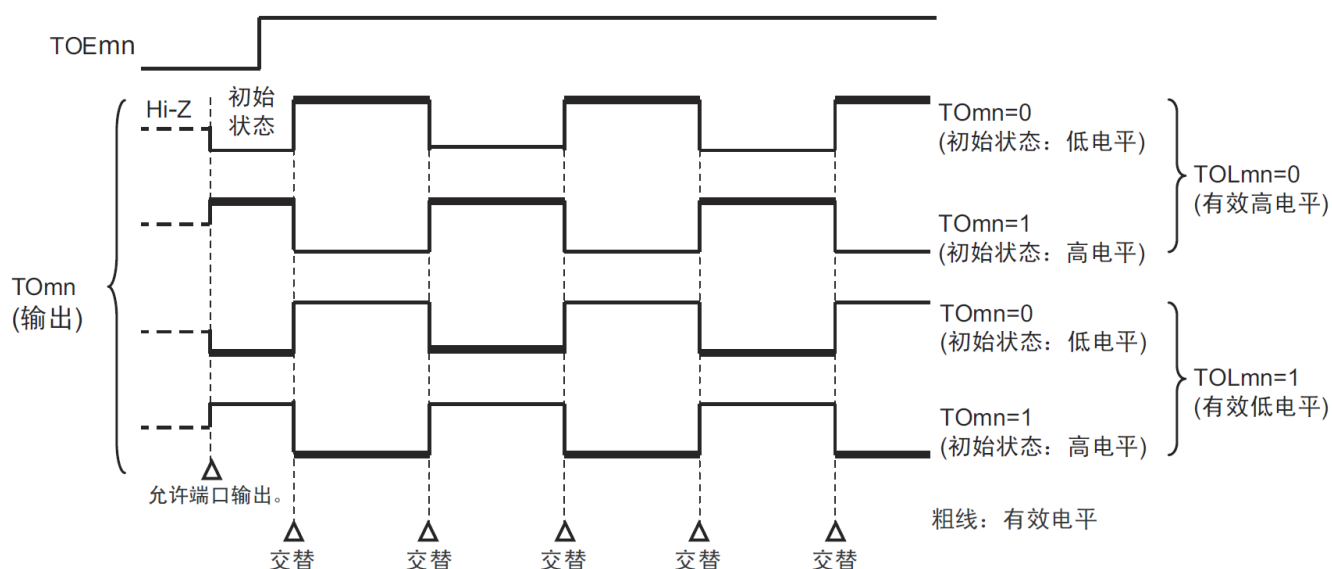 TOEmn
Hi-Z
初始
状态
TOmn=0
(初始状态：低电平)
TOLmn=0
(有效高电平)
TOmn=1
(初始状态：高电平)
TOmn
(输出)
TOmn=0
(初始状态：低电平)
TOLmn=1
(有效低电平)
TOmn=1
(初始状态：高电平)
允许端口输出。
粗线：有效电平
交替
交替
交替
交替
交替